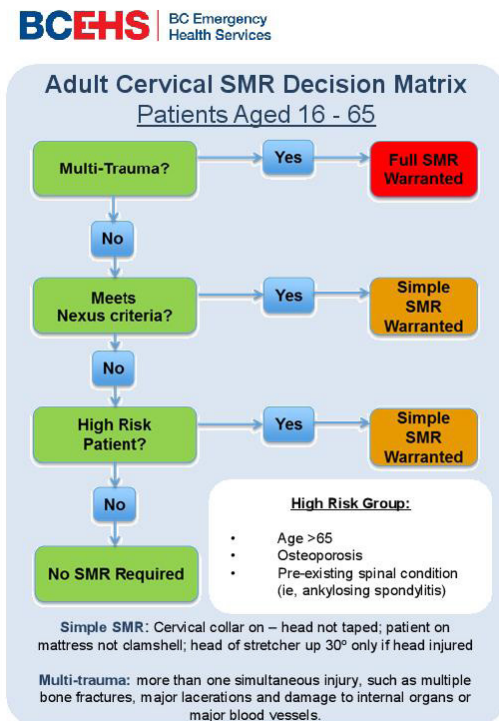 BCEHS
BC Emergency
Health Services
Adult Cervical SMR Decision Matrix
Patients Aged 16 - 65
Multi-Trauma?
Yes
Full SMR
Warranted
No
Meets
Nexus criteria?
Yes
Simple
SMR
Warranted
No
High Risk
Patient?
Yes
Simple
SMR
Warranted
No
No SMR Required
High Risk Group:
• Age >65
• Osteoporosis
• Pre-existing spinal condition
(ie, ankylosing spondylitis)
Simple SMR: Cervical collar on – head not taped; patient on
mattress not clamshell; head of stretcher up 30º only if head injured
Multi-trauma: more than one simultaneous injury, such as multiple
bone fractures, major lacerations and damage to internal organs or
major blood vessels.